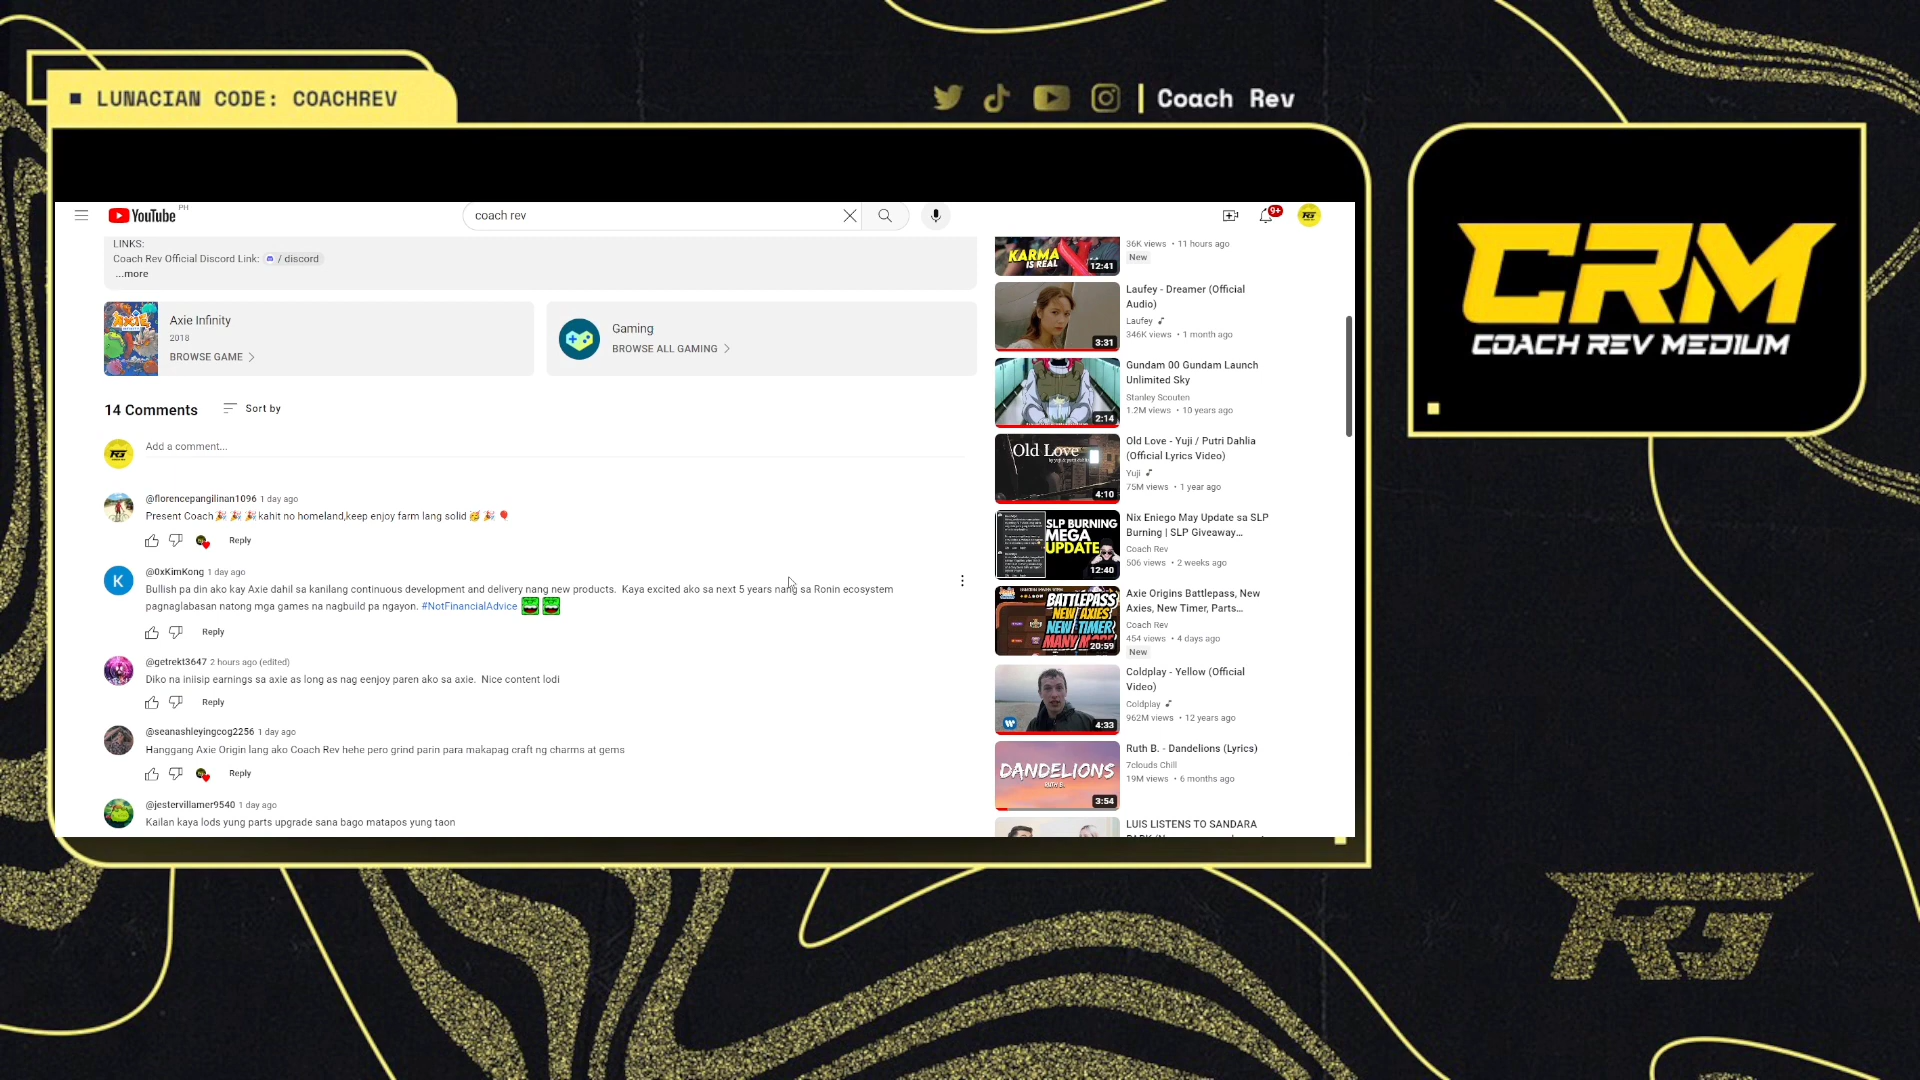 LUNACIAN CODE: COACHREV
Coach Rev
YouTube PH
coach rev
9+
LINKS:
Coach Rev Official Discord Link: / discord
...more
Axie Infinity
2018
BROWSE GAME
Gaming
BROWSE ALL GAMING
14 Comments
Sort by
Add a comment...
@florencepangilinan1096 1 day ago
Present Coach🎉🎉🎉kahit no homeland,keep enjoy farm lang solid🥳🎉🎈
Reply
K
@0xKimKong 1 day ago
Bullish pa din ako kay Axie dahil sa kanilang continuous development and delivery nang new products. Kaya excited ako sa next 5 years nang sa Ronin ecosystem
pagnaglabasan natong mga games na nagbuild pa ngayon. #NotFinancialAdvice
Reply
@getrekt3647 2 hours ago (edited)
Diko na iniisip earnings sa axie as long as nag eenjoy paren ako sa axie. Nice content lodi
Reply
@seanashleyingcog2256 1 day ago
Hanggang Axie Origin lang ako Coach Rev hehe pero grind parin para makapag craft ng charms at gems
Reply
@jestervillamer9540 1 day ago
Kailan kaya lods yung parts upgrade sana bago matapos yung taon
KARMA
IS REAL
12:41
36K views • 11 hours ago
New
3:31
Laufey - Dreamer (Official
Audio)
Laufey
346K views • 1 month ago
2:14
Gundam 00 Gundam Launch
Unlimited Sky
Stanley Scouten
1.2M views • 10 years ago
Old Love
4:10
Old Love - Yuji / Putri Dahlia
(Official Lyrics Video)
Yuji
75M views • 1 year ago
SLP BURNING
MEGA
UPDATE
12:40
Nix Eniego May Update sa SLP
Burning | SLP Giveaway...
Coach Rev
506 views • 2 weeks ago
BATTLEPASS
NEW AXIES
NEW TIMER
MANY M
20:59
Axie Origins Battlepass, New
Axies, New Timer, Parts...
Coach Rev
454 views • 4 days ago
New
4:33
Coldplay - Yellow (Official
Video)
Coldplay
962M views • 12 years ago
DANDELIONS
RUTH B.
3:54
Ruth B. - Dandelions (Lyrics)
7clouds Chill
19M views • 6 months ago
LUIS LISTENS TO SANDARA
CRM
COACH REV MEDIUM